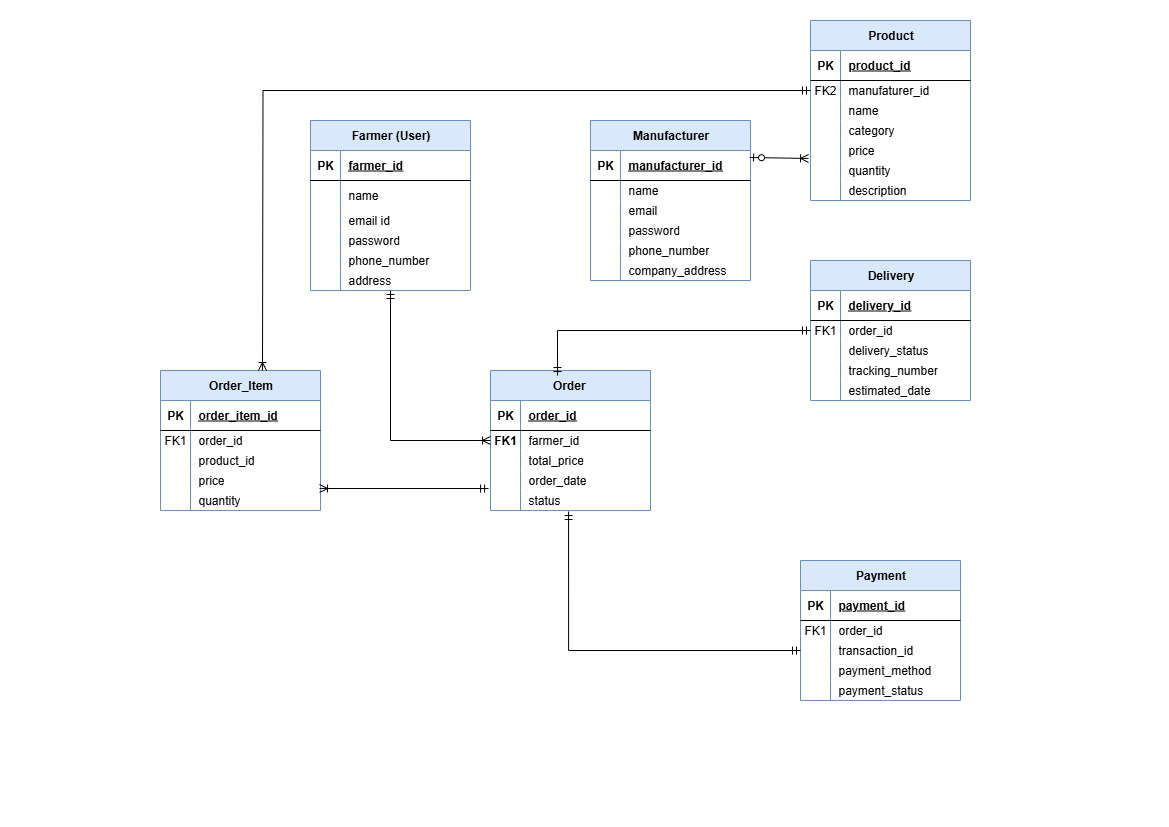 Product
PK product_id
FK2 manufaturer_id
name
category
price
quantity
description
Farmer (User)
PK farmer_id
name
email id
password
phone_number
address
Manufacturer
PK manufacturer_id
name
email
password
phone_number
company_address
Delivery
PK delivery_id
FK1 order_id
delivery_status
tracking_number
estimated_date
Order_Item
PK order_item_id
FK1 order_id
product_id
price
quantity
Order
PK order_id
FK1 farmer_id
total_price
order_date
status
Payment
PK payment_id
FK1 order_id
transaction_id
payment_method
payment_status